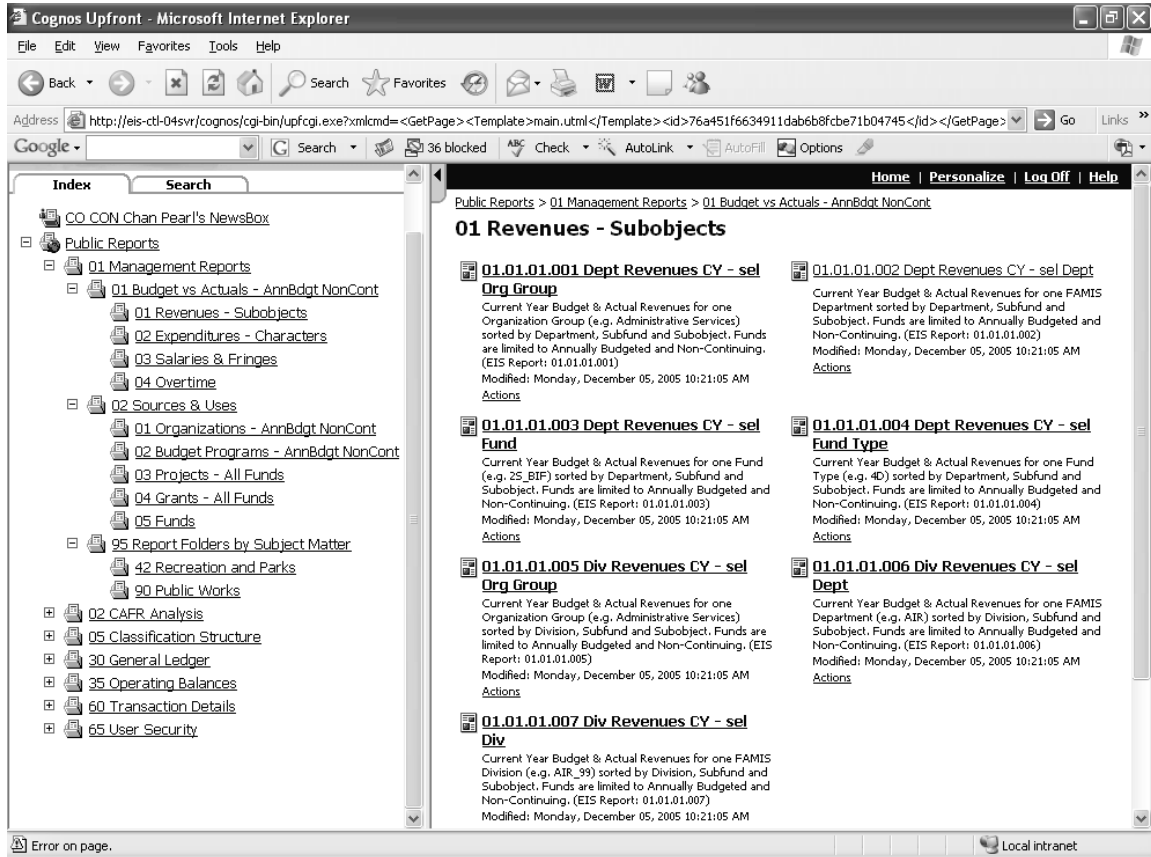 Cognos Upfront - Microsoft Internet Explorer
File Edit View Favorites Tools Help
Back Search Favorites
Address http://eis-ctl-04svr/cognos/cgi-bin/upfcgi.exe?xmlcmd=<GetPage><Template>main.utml</Template><id>76a451f6634911dab6b8fcbe71b04745</id></GetPage> Go Links »
Google Search 36 blocked Check AutoLink AutoFill Options
Index Search
CO CON Chan Pearl's NewsBox
Public Reports
01 Management Reports
01 Budget vs Actuals - AnnBdgt NonCont
01 Revenues - Subobjects
02 Expenditures - Characters
03 Salaries & Fringes
04 Overtime
02 Sources & Uses
01 Organizations - AnnBdgt NonCont
02 Budget Programs - AnnBdgt NonCont
03 Projects - All Funds
04 Grants - All Funds
05 Funds
95 Report Folders by Subject Matter
42 Recreation and Parks
90 Public Works
02 CAFR Analysis
05 Classification Structure
30 General Ledger
35 Operating Balances
60 Transaction Details
65 User Security
Home | Personalize | Log Off | Help
Public Reports > 01 Management Reports > 01 Budget vs Actuals - AnnBdgt NonCont
01 Revenues - Subobjects
01.01.01.001 Dept Revenues CY - sel
Org Group
Current Year Budget & Actual Revenues for one
Organization Group (e.g. Administrative Services)
sorted by Department, Subfund and Subobject. Funds
are limited to Annually Budgeted and Non-Continuing.
(EIS Report: 01.01.01.001)
Modified: Monday, December 05, 2005 10:21:05 AM
Actions
01.01.01.002 Dept Revenues CY - sel Dept
Current Year Budget & Actual Revenues for one FAMIS
Department sorted by Department, Subfund and
Subobject. Funds are limited to Annually Budgeted and
Non-Continuing. (EIS Report: 01.01.01.002)
Modified: Monday, December 05, 2005 10:21:05 AM
Actions
01.01.01.003 Dept Revenues CY - sel
Fund
Current Year Budget & Actual Revenues for one Fund
(e.g. 2S_BIF) sorted by Department, Subfund and
Subobject. Funds are limited to Annually Budgeted and
Non-Continuing. (EIS Report: 01.01.01.003)
Modified: Monday, December 05, 2005 10:21:05 AM
Actions
01.01.01.004 Dept Revenues CY - sel
Fund Type
Current Year Budget & Actual Revenues for one Fund
Type (e.g. 4D) sorted by Department, Subfund and
Subobject. Funds are limited to Annually Budgeted and
Non-Continuing. (EIS Report: 01.01.01.004)
Modified: Monday, December 05, 2005 10:21:05 AM
Actions
01.01.01.005 Div Revenues CY - sel
Org Group
Current Year Budget & Actual Revenues for one
Organization Group (e.g. Administrative Services)
sorted by Division, Subfund and Subobject. Funds are
limited to Annually Budgeted and Non-Continuing. (EIS
Report: 01.01.01.005)
Modified: Monday, December 05, 2005 10:21:05 AM
Actions
01.01.01.006 Div Revenues CY - sel
Dept
Current Year Budget & Actual Revenues for one FAMIS
Department (e.g. AIR) sorted by Division, Subfund and
Subobject. Funds are limited to Annually Budgeted and
Non-Continuing. (EIS Report: 01.01.01.006)
Modified: Monday, December 05, 2005 10:21:05 AM
Actions
01.01.01.007 Div Revenues CY - sel
Div
Current Year Budget & Actual Revenues for one FAMIS
Division (e.g. AIR_99) sorted by Division, Subfund and
Subobject. Funds are limited to Annually Budgeted and
Non-Continuing. (EIS Report: 01.01.01.007)
Modified: Monday, December 05, 2005 10:21:05 AM
Error on page. Local intranet